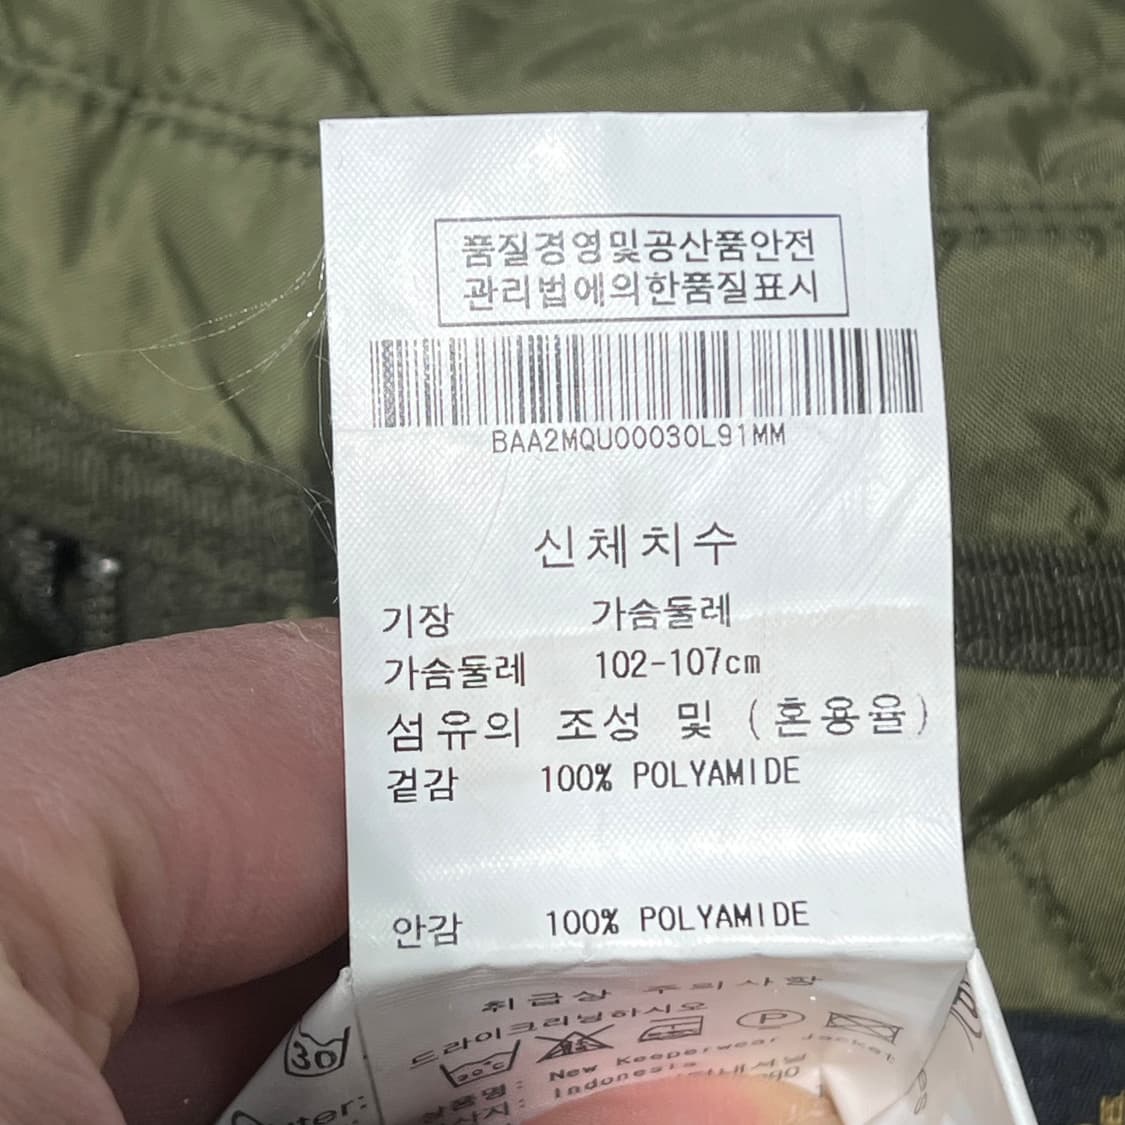 품질경영및공산품안전
관리법에의한품질표시
BAA2MQU00030L91MM
신체치수
기장 가슴둘레
가슴둘레 102-107cm
섬유의 조성 및 (혼용율)
겉감 100% POLYAMIDE
안감 100% POLYAMIDE
취급상 주의사항
드라이크리닝하시오
30
30°C
P
New Keeperwear Jacket
Indonesia